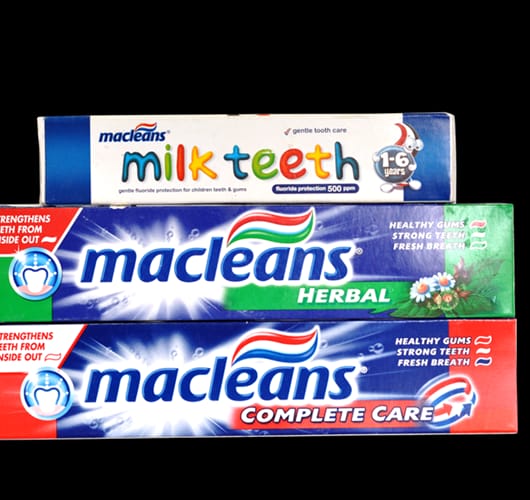 macleans
gentle tooth care
milk teeth
1-6
years
gentle fluoride protection for children teeth & gums
fluoride protection 500 ppm
TRENGTHENS
EETH FROM
NSIDE OUT
macleans
HERBAL
HEALTHY GUMS
STRONG TEETH
FRESH BREATH
TRENGTHENS
EETH FROM
NSIDE OUT
macleans
COMPLETE CARE
HEALTHY GUMS
STRONG TEETH
FRESH BREATH